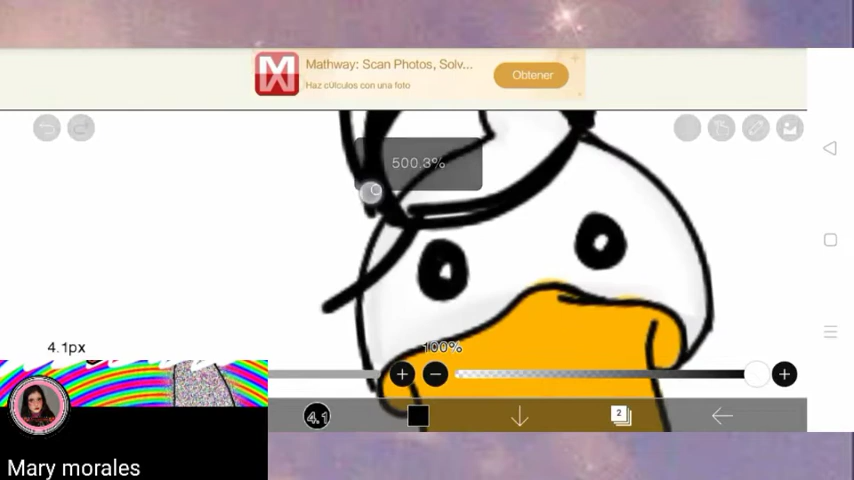 Mathway: Scan Photos, Solv...
Haz cúlculos con una foto
Obtener
500.3%
4.1px
100%
4.1
2
Mary morales